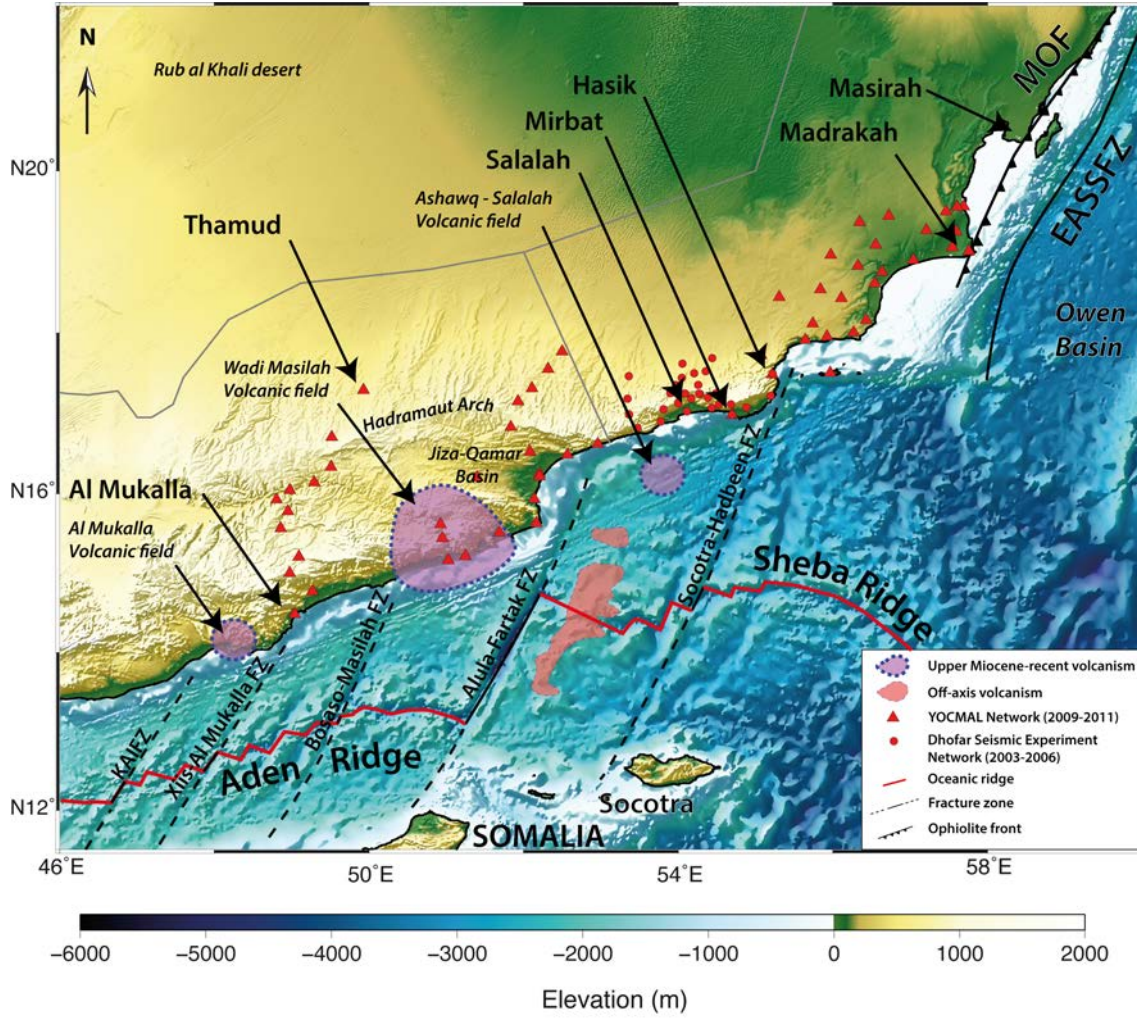 N
Rub al Khali desert
Hasik
Mirbat
Salalah
Ashawq - Salalah
Volcanic field
Masirah
Madrakah
MOF
EASSFZ
Owen
Basin
N20°
Thamud
Wadi Masilah
Volcanic field
Hadramaut Arch
Jiza-Qamar
Basin
N16°
Al Mukalla
Al Mukalla
Volcanic field
KAIFZ
Xlis Al Mukalla FZ
Bosaso-Masilah FZ
Alula-Fartak FZ
Socotra-Hadbeen FZ
Sheba Ridge
Aden Ridge
N12°
Socotra
SOMALIA
Upper Miocene-recent volcanism
Off-axis volcanism
YOCMAL Network (2009-2011)
Dhofar Seismic Experiment
Network (2003-2006)
Oceanic ridge
Fracture zone
Ophiolite front
46°E 50°E 54°E 58°E
−6000 −5000 −4000 −3000 −2000 −1000 0 1000 2000
Elevation (m)